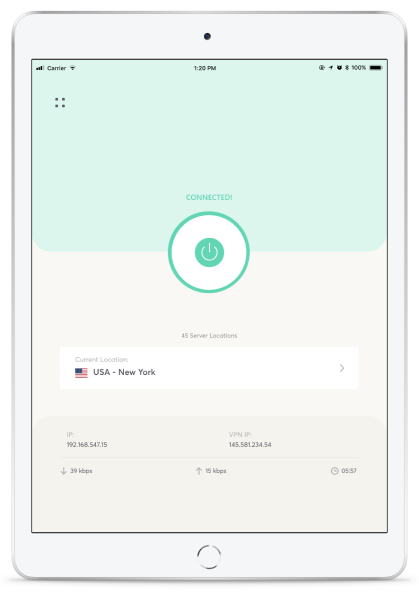 Carrier 1:20 PM 100%
CONNECTED!
45 Server Locations
Current Location:
USA - New York
IP: VPN IP:
192.168.547.15 145.581.234.54
39 kbps 15 kbps 05:57